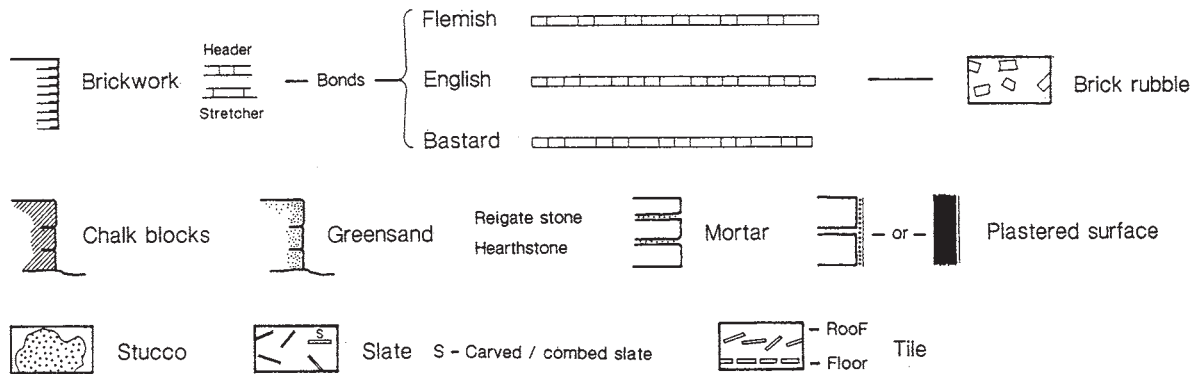 Flemish
Header
Brickwork
Bonds
English
Brick rubble
Stretcher
Bastard
Chalk blocks
Greensand
Reigate stone
Hearthstone
Mortar
- or -
Plastered surface
Stucco
S
Slate
S - Carved / combed slate
- RooF
- Floor
Tile